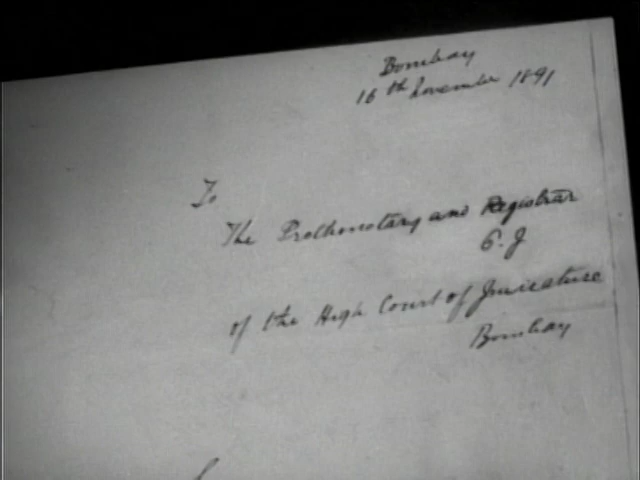 Bombay
16th November 1891
To
The Prothonotary and Registrar
of the High Court of Judicature
Bombay